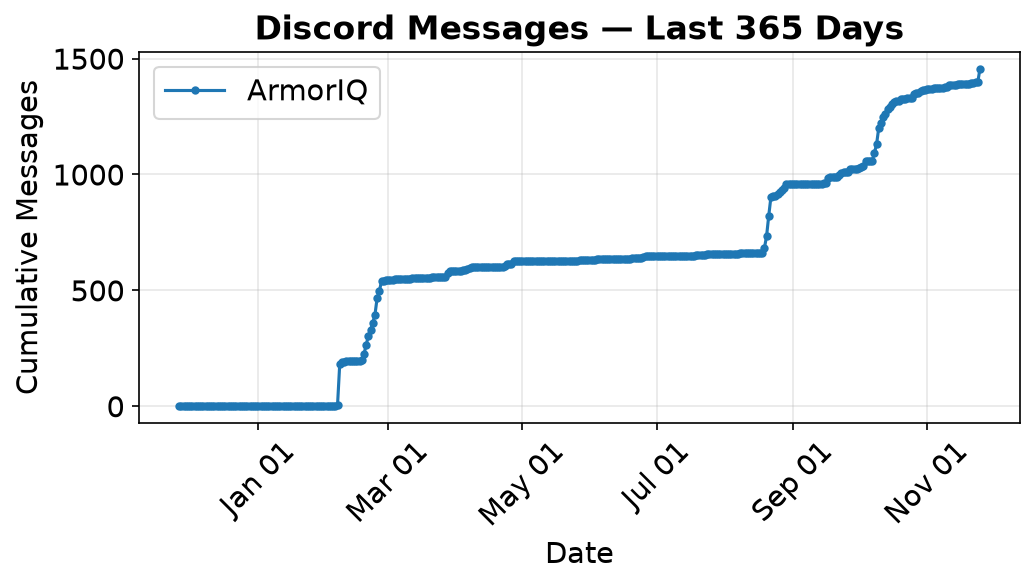 Discord Messages — Last 365 Days
ArmorIQ
Cumulative Messages
1500
1000
500
0
Jan 01
Mar 01
May 01
Jul 01
Sep 01
Nov 01
Date